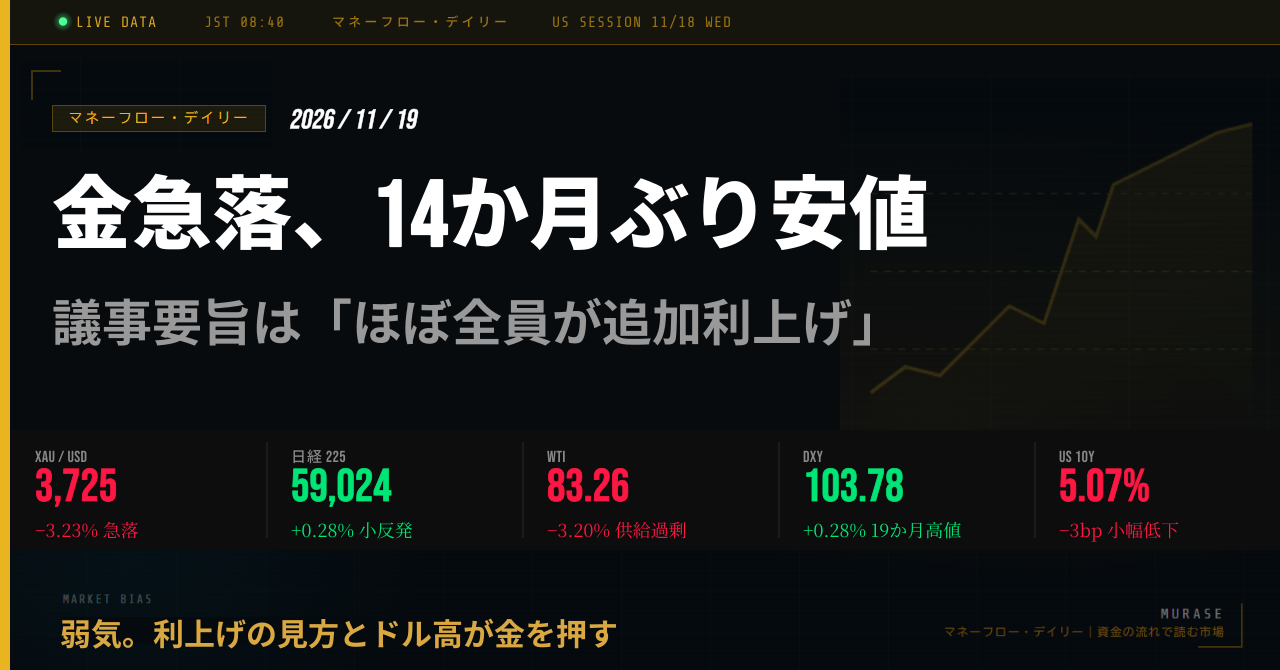 LIVE DATA JST 08:40 マネーフロー・デイリー US SESSION 11/18 WED
マネーフロー・デイリー 2026 / 11 / 19
金急落、14か月ぶり安値
議事要旨は「ほぼ全員が追加利上げ」
XAU / USD
3,725
−3.23% 急落
日経 225
59,024
+0.28% 小反発
WTI
83.26
−3.20% 供給過剰
DXY
103.78
+0.28% 19か月高値
US 10Y
5.07%
−3bp 小幅低下
MARKET BIAS
弱気。利上げの見方とドル高が金を押す
MURASE
マネーフロー・デイリー｜資金の流れで読む市場